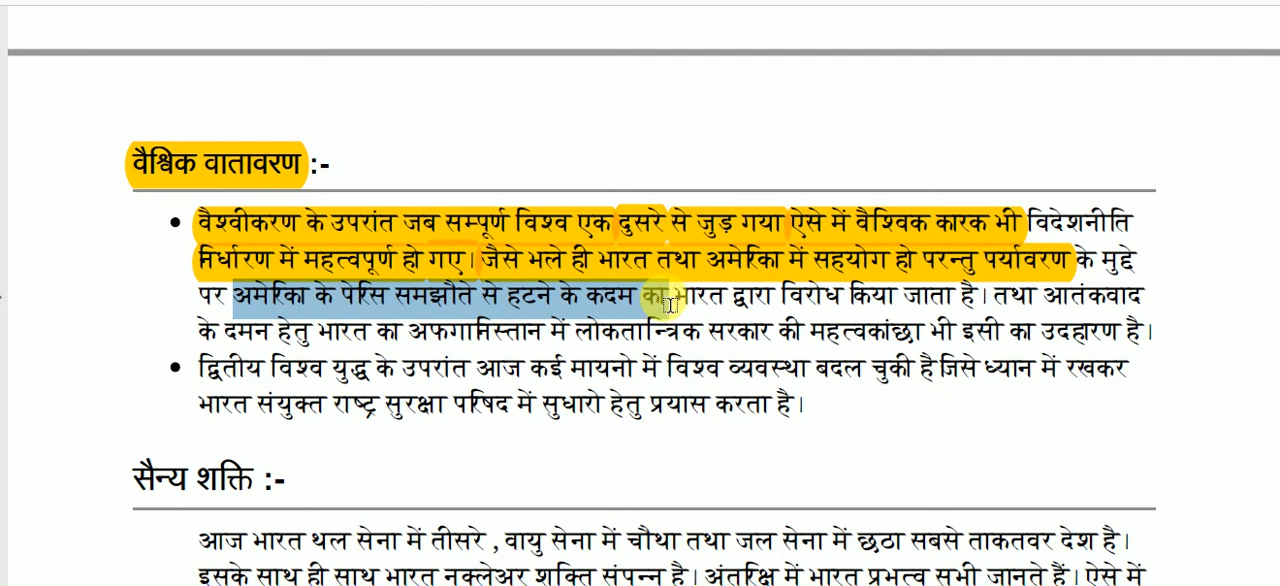 वैश्विक वातावरण :-
• वैश्वीकरण के उपरांत जब सम्पूर्ण विश्व एक दुसरे से जुड़ गया ऐसे में वैश्विक कारक भी विदेशनीति
निर्धारण में महत्वपूर्ण हो गए। जैसे भले ही भारत तथा अमेरिका में सहयोग हो परन्तु पर्यावरण के मुद्दे
पर अमेरिका के पेरिस समझौते से हटने के कदम का भारत द्वारा विरोध किया जाता है। तथा आतंकवाद
के दमन हेतु भारत का अफगानिस्तान में लोकतान्त्रिक सरकार की महत्वकांछा भी इसी का उदहारण है।
• द्वितीय विश्व युद्ध के उपरांत आज कई मायनो में विश्व व्यवस्था बदल चुकी है जिसे ध्यान में रखकर
भारत संयुक्त राष्ट्र सुरक्षा परिषद में सुधारो हेतु प्रयास करता है।
सैन्य शक्ति :-
आज भारत थल सेना में तीसरे , वायु सेना में चौथा तथा जल सेना में छठा सबसे ताकतवर देश है।
इसके साथ ही साथ भारत नुक्लेअर शक्ति संपन्न है। अंतरिक्ष में भारत प्रभुत्व सभी जानते हैं। ऐसे में